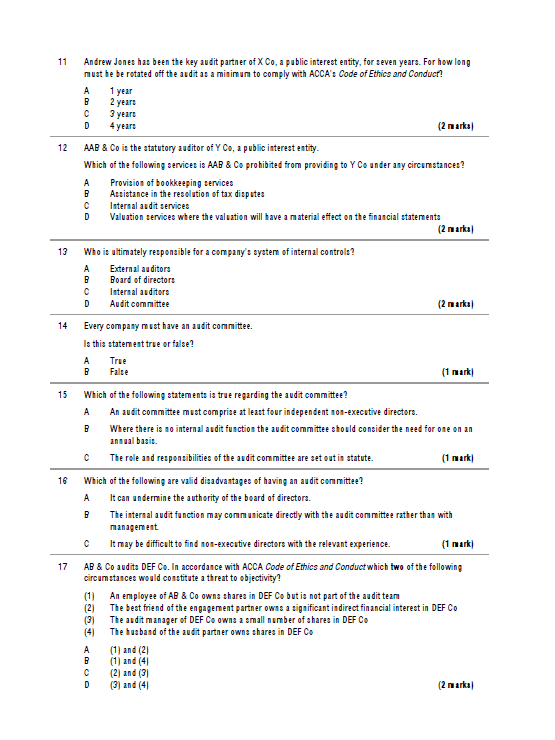 11 Andrew Jones has been the key audit partner of X Co, a public interest entity, for seven years. For how long
must he be rotated off the audit as a minimum to comply with ACCA's Code of Ethics and Conduct?
A 1 year
B 2 years
C 3 years
D 4 years (2 marks)
12 AAB & Co is the statutory auditor of Y Co, a public interest entity.
Which of the following services is AAB & Co prohibited from providing to Y Co under any circumstances?
A Provision of bookkeeping services
B Assistance in the resolution of tax disputes
C Internal audit services
D Valuation services where the valuation will have a material effect on the financial statements
(2 marks)
13 Who is ultimately responsible for a company's system of internal controls?
A External auditors
B Board of directors
C Internal auditors
D Audit committee (2 marks)
14 Every company must have an audit committee.
Is this statement true or false?
A True
B False (1 mark)
15 Which of the following statements is true regarding the audit committee?
A An audit committee must comprise at least four independent non-executive directors.
B Where there is no internal audit function the audit committee should consider the need for one on an
annual basis.
C The role and responsibilities of the audit committee are set out in statute. (1 mark)
16 Which of the following are valid disadvantages of having an audit committee?
A It can undermine the authority of the board of directors.
B The internal audit function may communicate directly with the audit committee rather than with
management.
C It may be difficult to find non-executive directors with the relevant experience. (1 mark)
17 AB & Co audits DEF Co. In accordance with ACCA Code of Ethics and Conduct which two of the following
circumstances would constitute a threat to objectivity?
(1) An employee of AB & Co owns shares in DEF Co but is not part of the audit team
(2) The best friend of the engagement partner owns a significant indirect financial interest in DEF Co
(3) The audit manager of DEF Co owns a small number of shares in DEF Co
(4) The husband of the audit partner owns shares in DEF Co
A (1) and (2)
B (1) and (4)
C (2) and (3)
D (3) and (4) (2 marks)